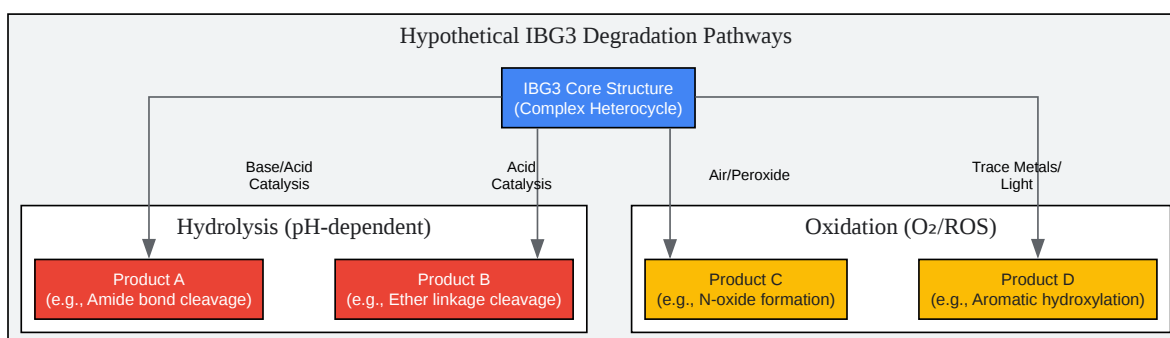 Hypothetical IBG3 Degradation Pathways
IBG3 Core Structure
(Complex Heterocycle)
Base/Acid
Catalysis
Acid
Catalysis
Air/Peroxide
Trace Metals/
Light
Hydrolysis (pH-dependent)
Oxidation (O₂/ROS)
Product A
(e.g., Amide bond cleavage)
Product B
(e.g., Ether linkage cleavage)
Product C
(e.g., N-oxide formation)
Product D
(e.g., Aromatic hydroxylation)